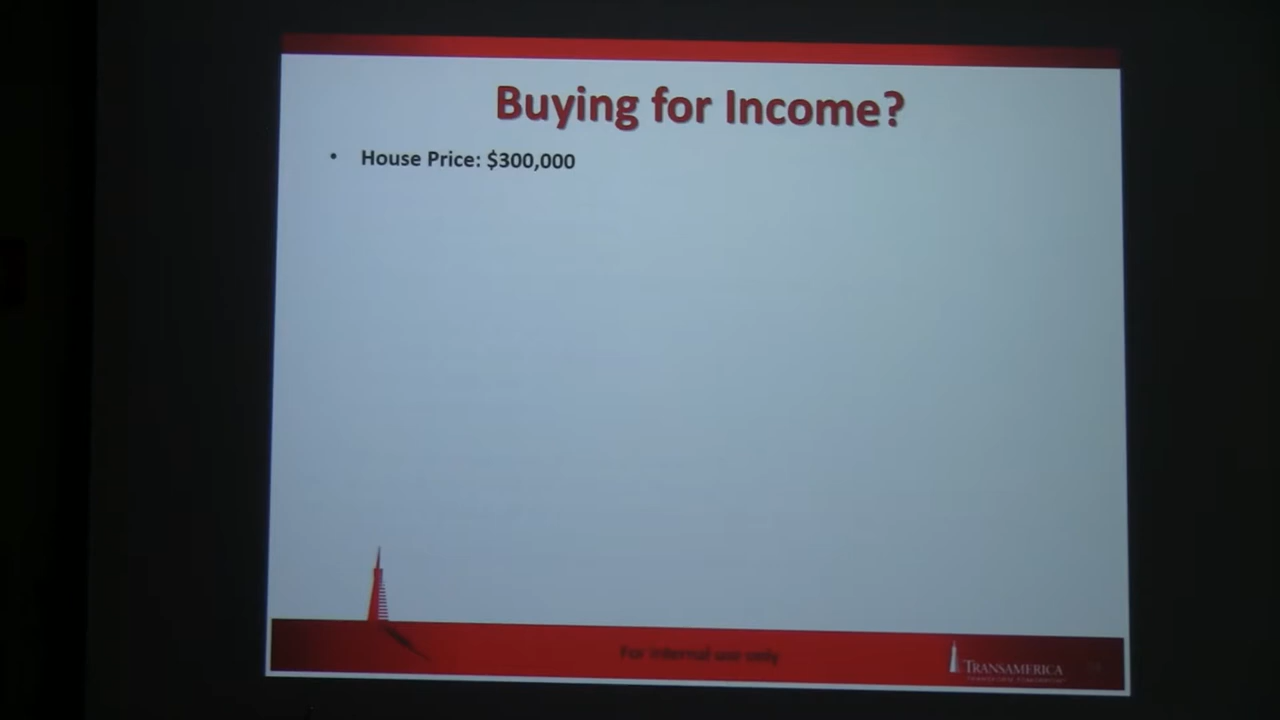 Buying for Income?
• House Price: $300,000
For internal use only
TRANSAMERICA